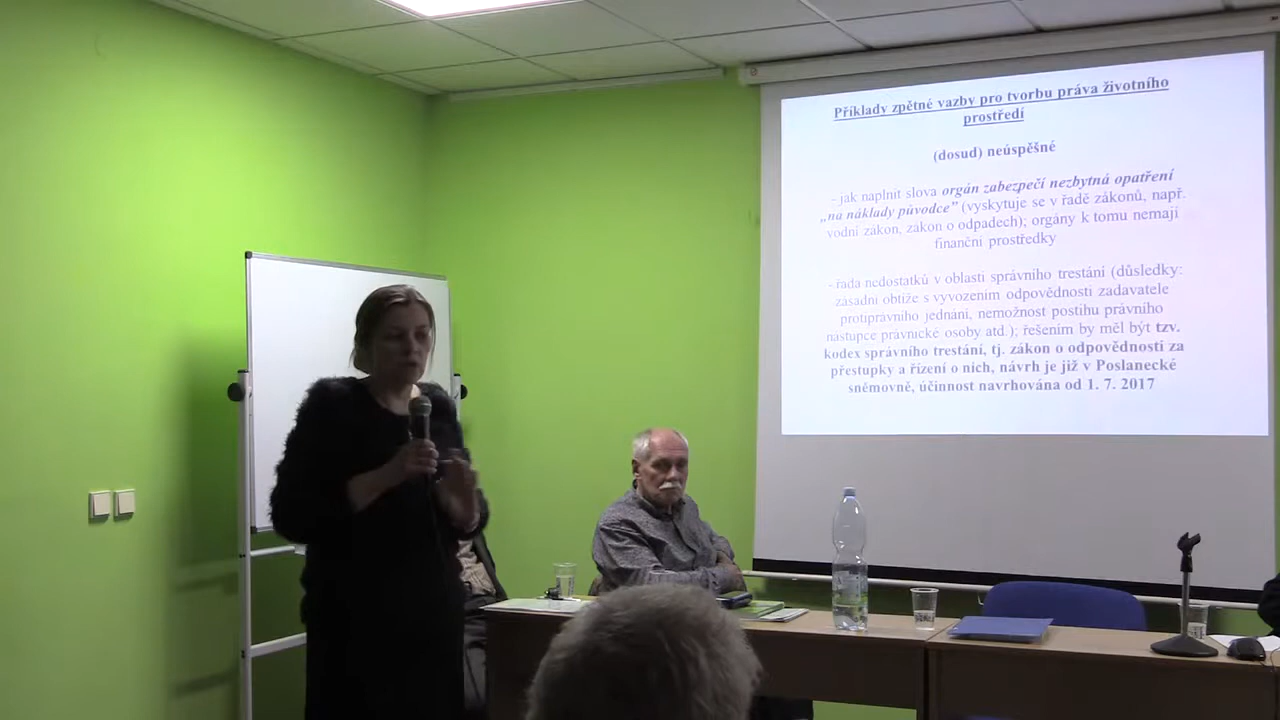 Příklady zpětné vazby pro tvorbu práva životního
prostředí
(dosud) neúspěšné
- jak naplnit slova orgán zabezpečí nezbytná opatření
„na náklady původce” (vyskytuje se v řadě zákonů, např.
vodní zákon, zákon o odpadech); orgány k tomu nemají
finanční prostředky
- řada nedostatků v oblasti správního trestání (důsledky:
zásadní obtíže s vyvozením odpovědnosti zadavatele
protiprávního jednání, nemožnost postihu právního
nástupce právnické osoby atd.); řešením by měl být tzv.
kodex správního trestání, tj. zákon o odpovědnosti za
přestupky a řízení o nich, návrh je již v Poslanecké
sněmovně, účinnost navrhována od 1. 7. 2017